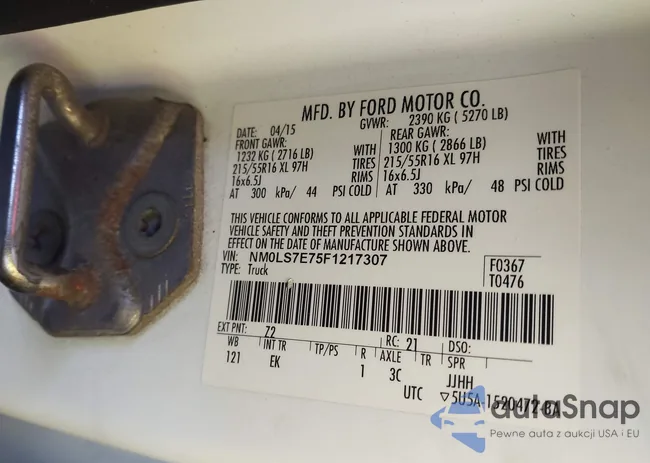 MFD. BY FORD MOTOR CO.
DATE: 04/15 GVWR: 2390 KG ( 5270 LB)
FRONT GAWR: REAR GAWR:
1232 KG ( 2716 LB) WITH 1300 KG ( 2866 LB) WITH
215/55R16 XL 97H TIRES 215/55R16 XL 97H TIRES
16x6.5J RIMS 16x6.5J RIMS
AT 300 kPa/ 44 PSI COLD AT 330 kPa/ 48 PSI COLD
THIS VEHICLE CONFORMS TO ALL APPLICABLE FEDERAL MOTOR
VEHICLE SAFETY AND THEFT PREVENTION STANDARDS IN
EFFECT ON THE DATE OF MANUFACTURE SHOWN ABOVE.
VIN: NM0LS7E75F1217307 F0367
TYPE: Truck T0476
EXT PNT: Z2 RC: 21 DSO:
WB INT TR TP/PS R AXLE TR SPR
121 EK 1 3C JJHH
UTC ▽5U5A-1520472-BA
autaSnap
Pewne auta z aukcji USA i EU